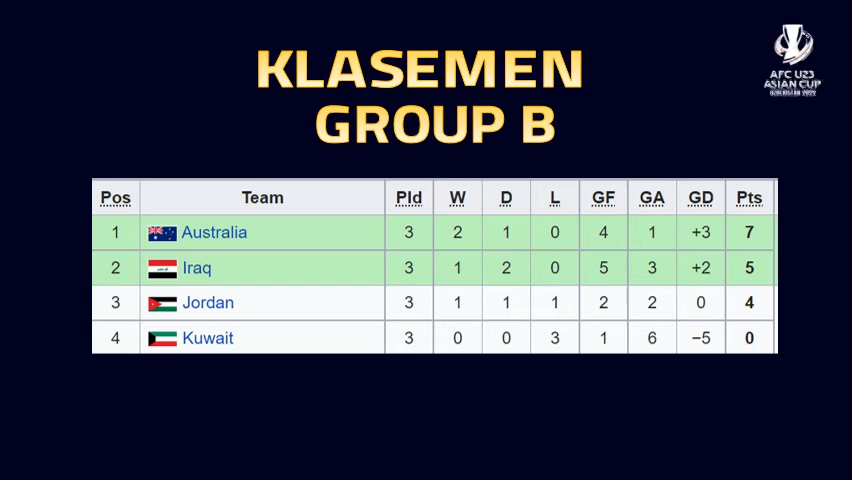 KLASEMEN
GROUP B
AFC U23
ASIAN CUP
Pos Team Pld W D L GF GA GD Pts
1 Australia 3 2 1 0 4 1 +3 7
2 Iraq 3 1 2 0 5 3 +2 5
3 Jordan 3 1 1 1 2 2 0 4
4 Kuwait 3 0 0 3 1 6 −5 0